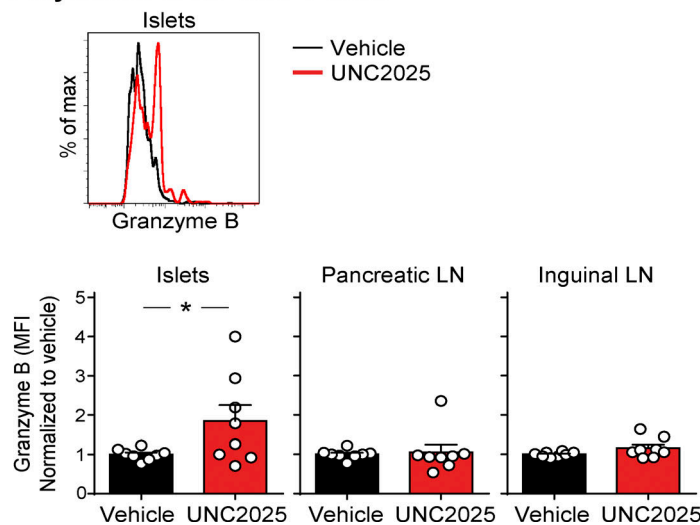 Islets
Vehicle
UNC2025
% of max
Granzyme B
Islets
Pancreatic LN
Inguinal LN
Granzyme B (MFI
Normalized to vehicle)
5
4
3
2
1
0
*
Vehicle UNC2025
Vehicle UNC2025
Vehicle UNC2025